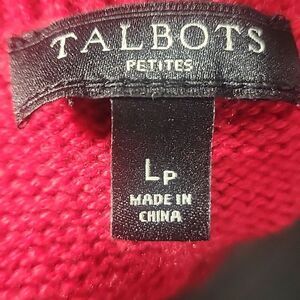 TALBOTS
PETITES
LP
MADE IN
CHINA